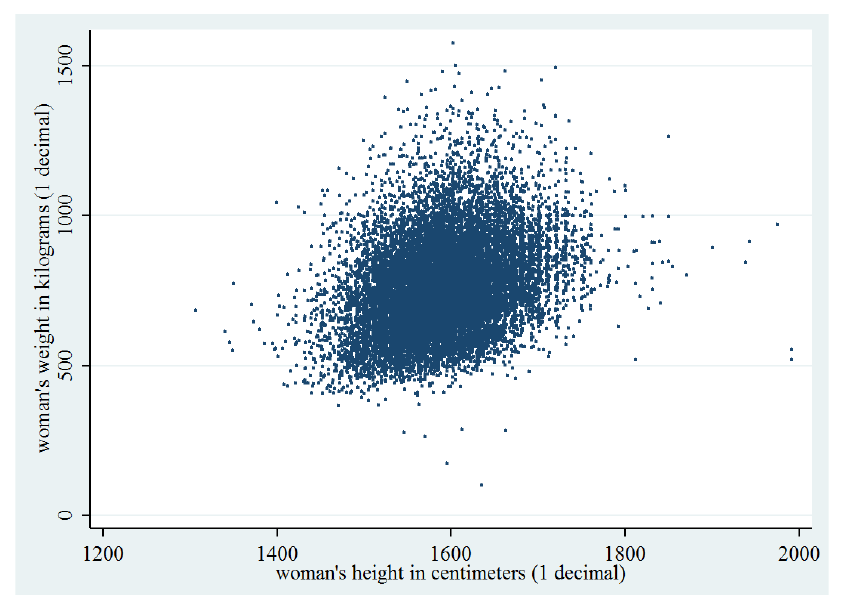 woman's weight in kilograms (1 decimal)
1500
1000
500
0
1200 1400 1600 1800 2000
woman's height in centimeters (1 decimal)